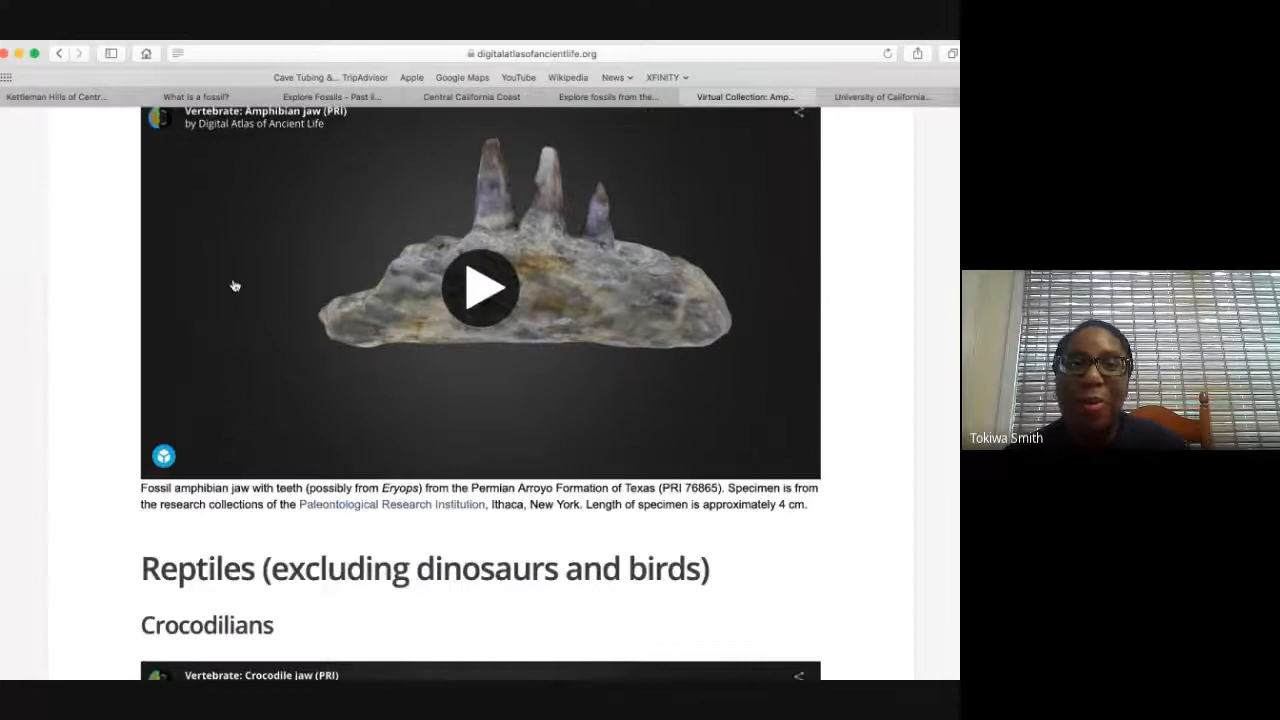 digitalatlasofancientlife.org
Cave Tubing &... TripAdvisor Apple Google Maps YouTube Wikipedia News XFINITY
Kettleman Hills of Centr... What is a fossil? Explore Fossils - Past il... Central California Coast Explore fossils from the... Virtual Collection: Amp... University of California...
Vertebrate: Amphibian jaw (PRI)
by Digital Atlas of Ancient Life
Fossil amphibian jaw with teeth (possibly from Eryops) from the Permian Arroyo Formation of Texas (PRI 76865). Specimen is from
the research collections of the Paleontological Research Institution, Ithaca, New York. Length of specimen is approximately 4 cm.
Reptiles (excluding dinosaurs and birds)
Crocodilians
Vertebrate: Crocodile jaw (PRI)
Tokiwa Smith